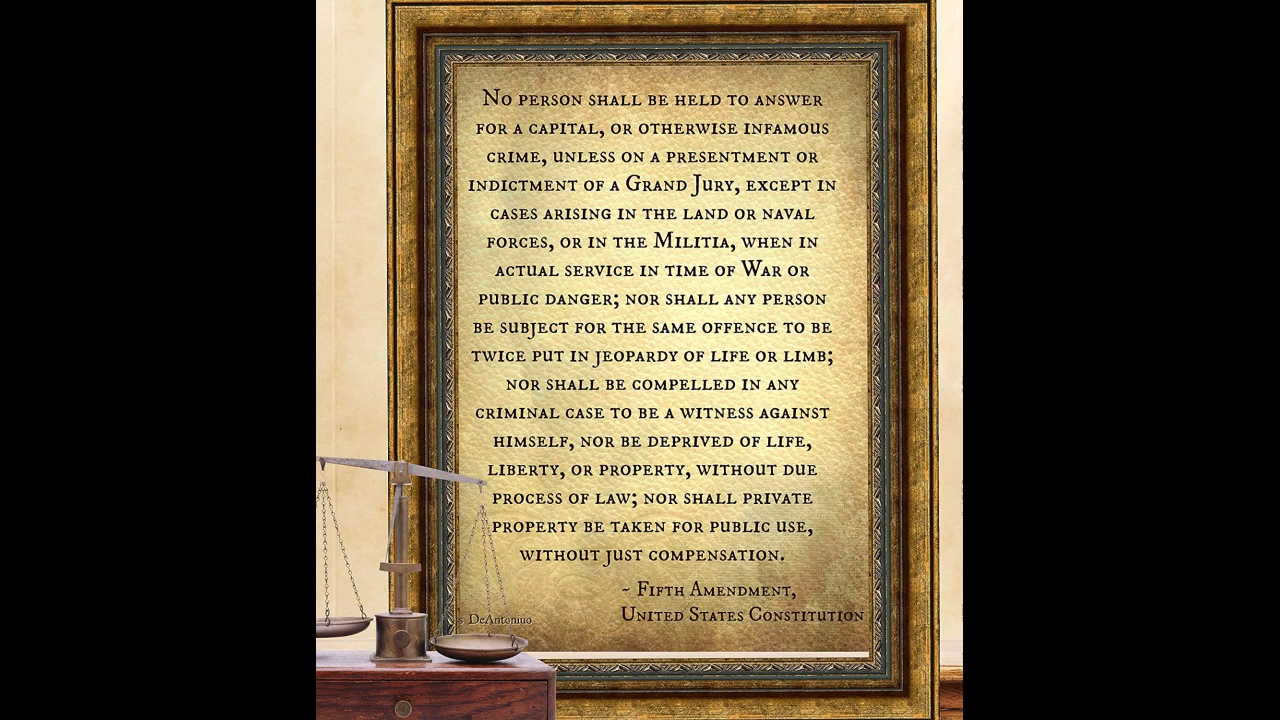 No person shall be held to answer
for a capital, or otherwise infamous
crime, unless on a presentment or
indictment of a Grand Jury, except in
cases arising in the land or naval
forces, or in the Militia, when in
actual service in time of War or
public danger; nor shall any person
be subject for the same offence to be
twice put in jeopardy of life or limb;
nor shall be compelled in any
criminal case to be a witness against
himself, nor be deprived of life,
liberty, or property, without due
process of law; nor shall private
property be taken for public use,
without just compensation.
~ Fifth Amendment,
United States Constitution
DeAntonino